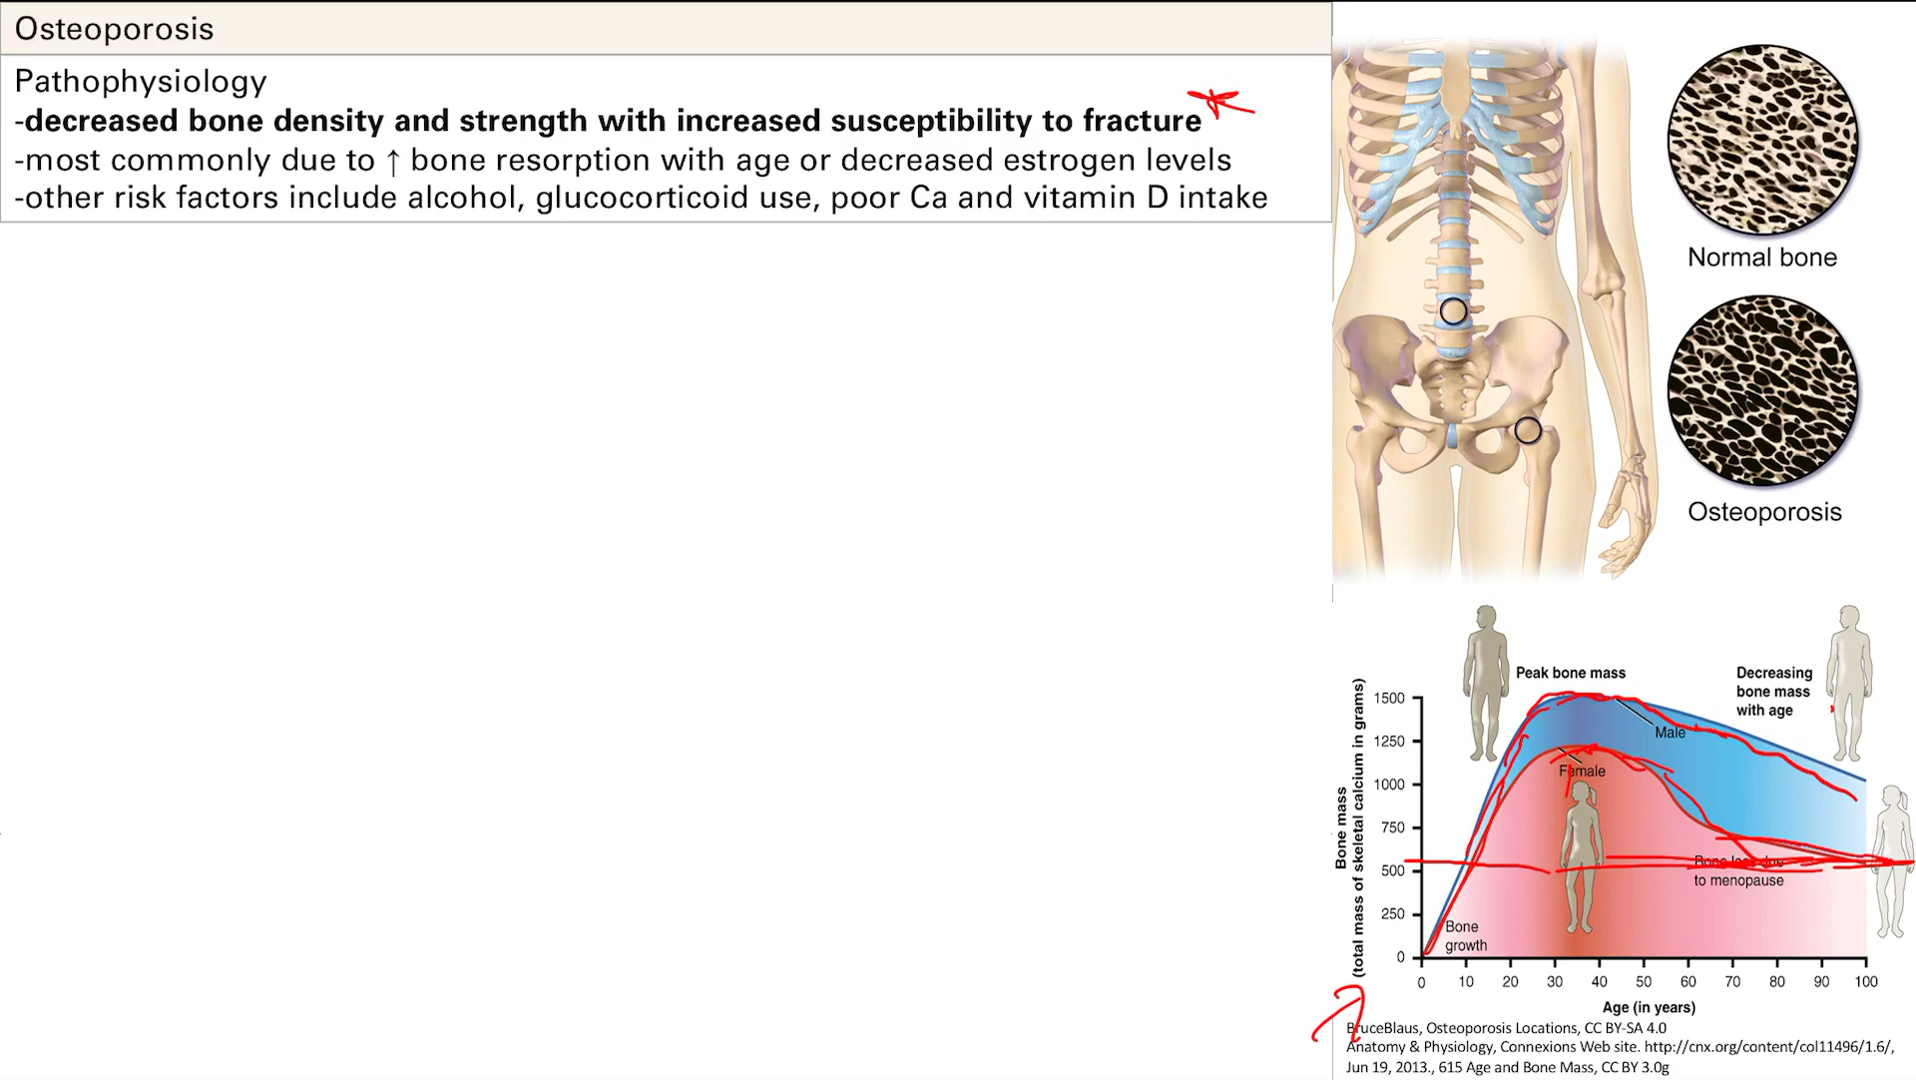 Osteoporosis
Pathophysiology
-decreased bone density and strength with increased susceptibility to fracture
-most commonly due to ↑ bone resorption with age or decreased estrogen levels
-other risk factors include alcohol, glucocorticoid use, poor Ca and vitamin D intake
Normal bone
Osteoporosis
Peak bone mass
Decreasing
bone mass
with age
Bone mass
(total mass of skeletal calcium in grams)
1500
1250
1000
750
500
250
0
Male
Female
Bone loss due
to menopause
Bone
growth
0 10 20 30 40 50 60 70 80 90 100
Age (in years)
BruceBlaus, Osteoporosis Locations, CC BY-SA 4.0
Anatomy & Physiology, Connexions Web site. http://cnx.org/content/col11496/1.6/,
Jun 19, 2013., 615 Age and Bone Mass, CC BY 3.0g